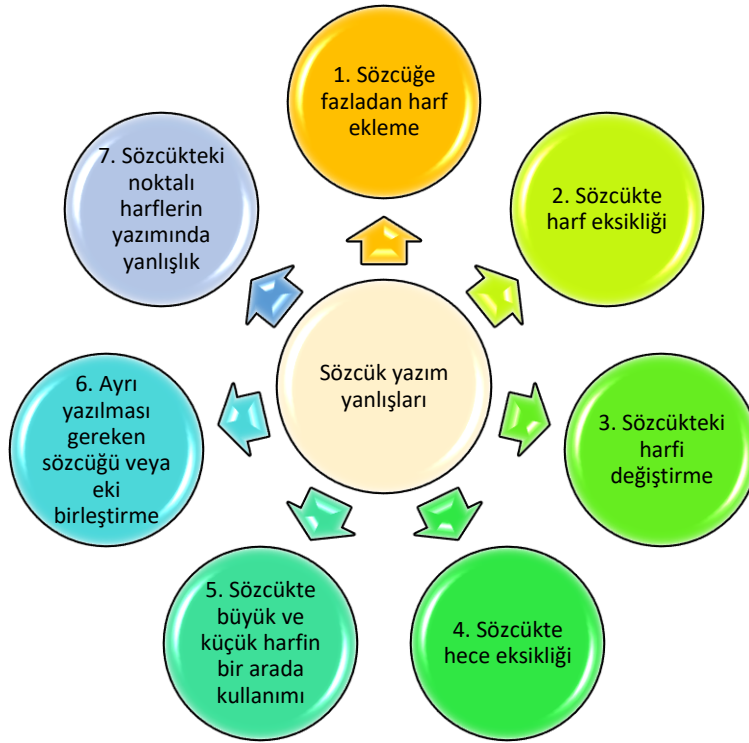 1. Sözcüğe
fazladan harf
ekleme
2. Sözcükte
harf eksikliği
3. Sözcükteki
harfi
değiştirme
4. Sözcükte
hece eksikliği
5. Sözcükte
büyük ve
küçük harfin
bir arada
kullanımı
6. Ayrı
yazılması
gereken
sözcüğü veya
eki
birleştirme
7. Sözcükteki
noktalı
harflerin
yazımında
yanlışlık
Sözcük yazım
yanlışları